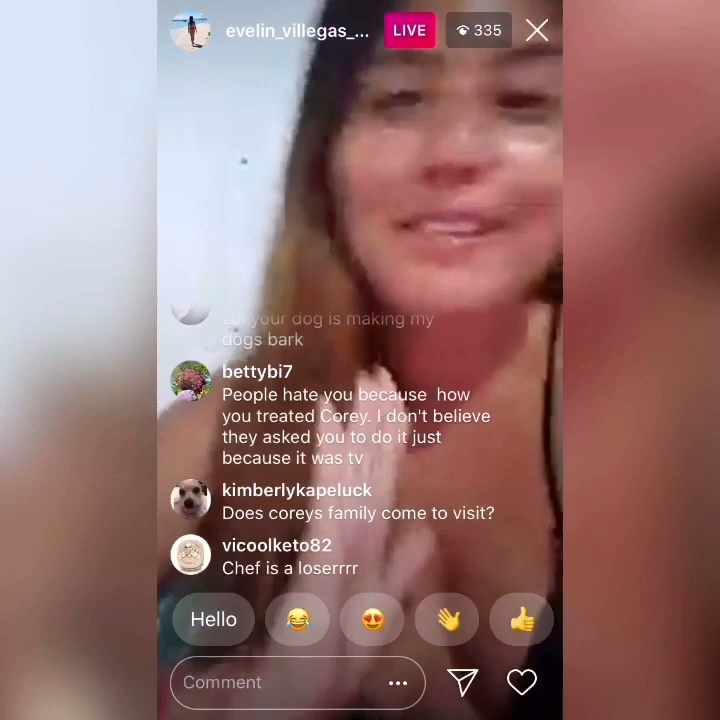 evelin_villegas_...
LIVE
335
Lol your dog is making my
dogs bark
bettybi7
People hate you because how
you treated Corey. I don't believe
they asked you to do it just
because it was tv
kimberlykapeluck
Does coreys family come to visit?
vicoolketo82
Chef is a loserrrr
Hello
Comment